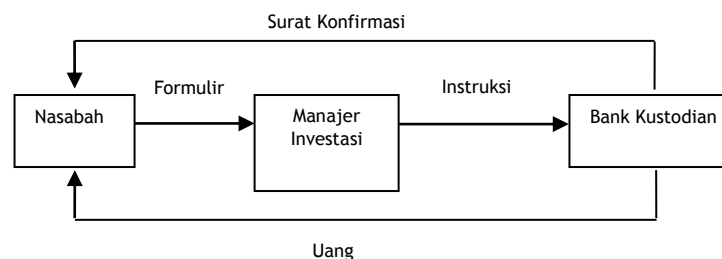 Surat Konfirmasi
Formulir
Instruksi
Nasabah
Manajer
Investasi
Bank Kustodian
Uang